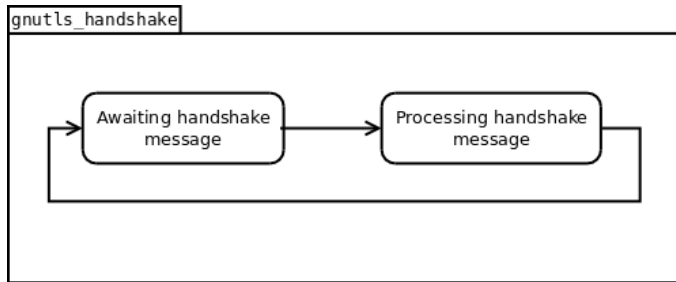 gnutls_handshake
Awaiting handshake
message
Processing handshake
message